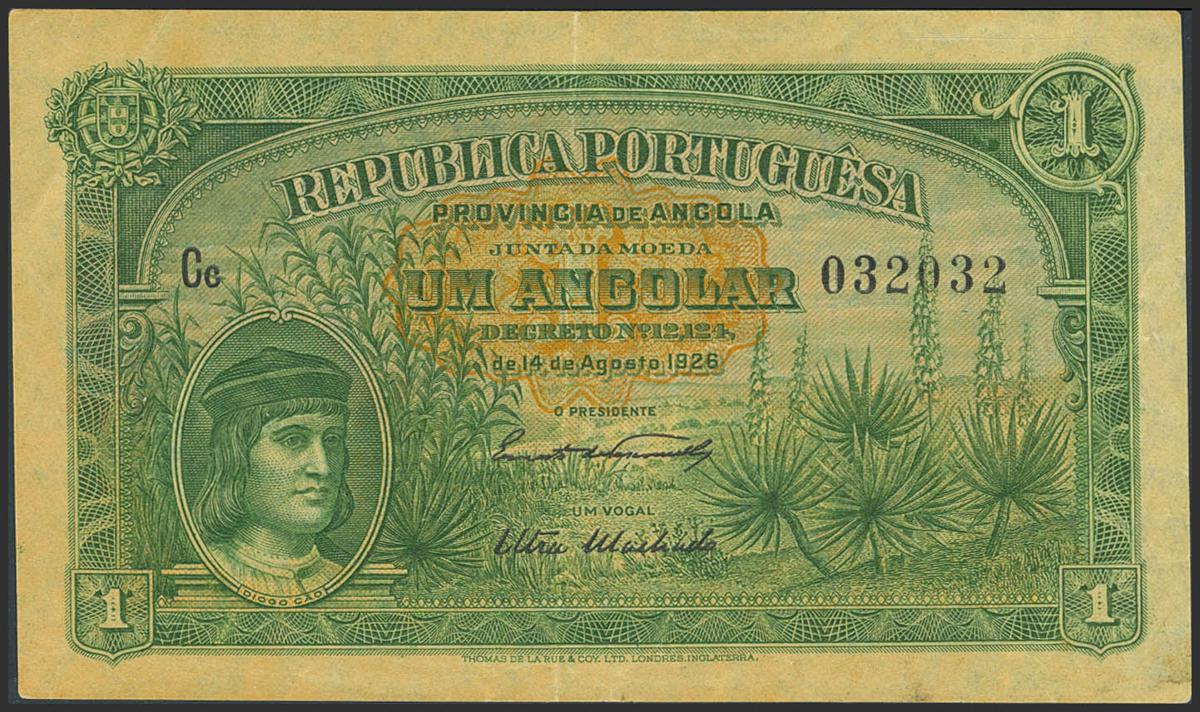 1
REPUBLICA PORTUGUÊSA
PROVINCIA DE ANGOLA
JUNTA DA MOEDA
Cc
UM ANGOLAR
032032
DECRETO Nº. 12,124,
de 14 de Agosto 1926
O PRESIDENTE
UM VOGAL
DIOGO CÃO
1
1
THOMAS DE LA RUE & COY. LTD. LONDRES, INGLATERRA.